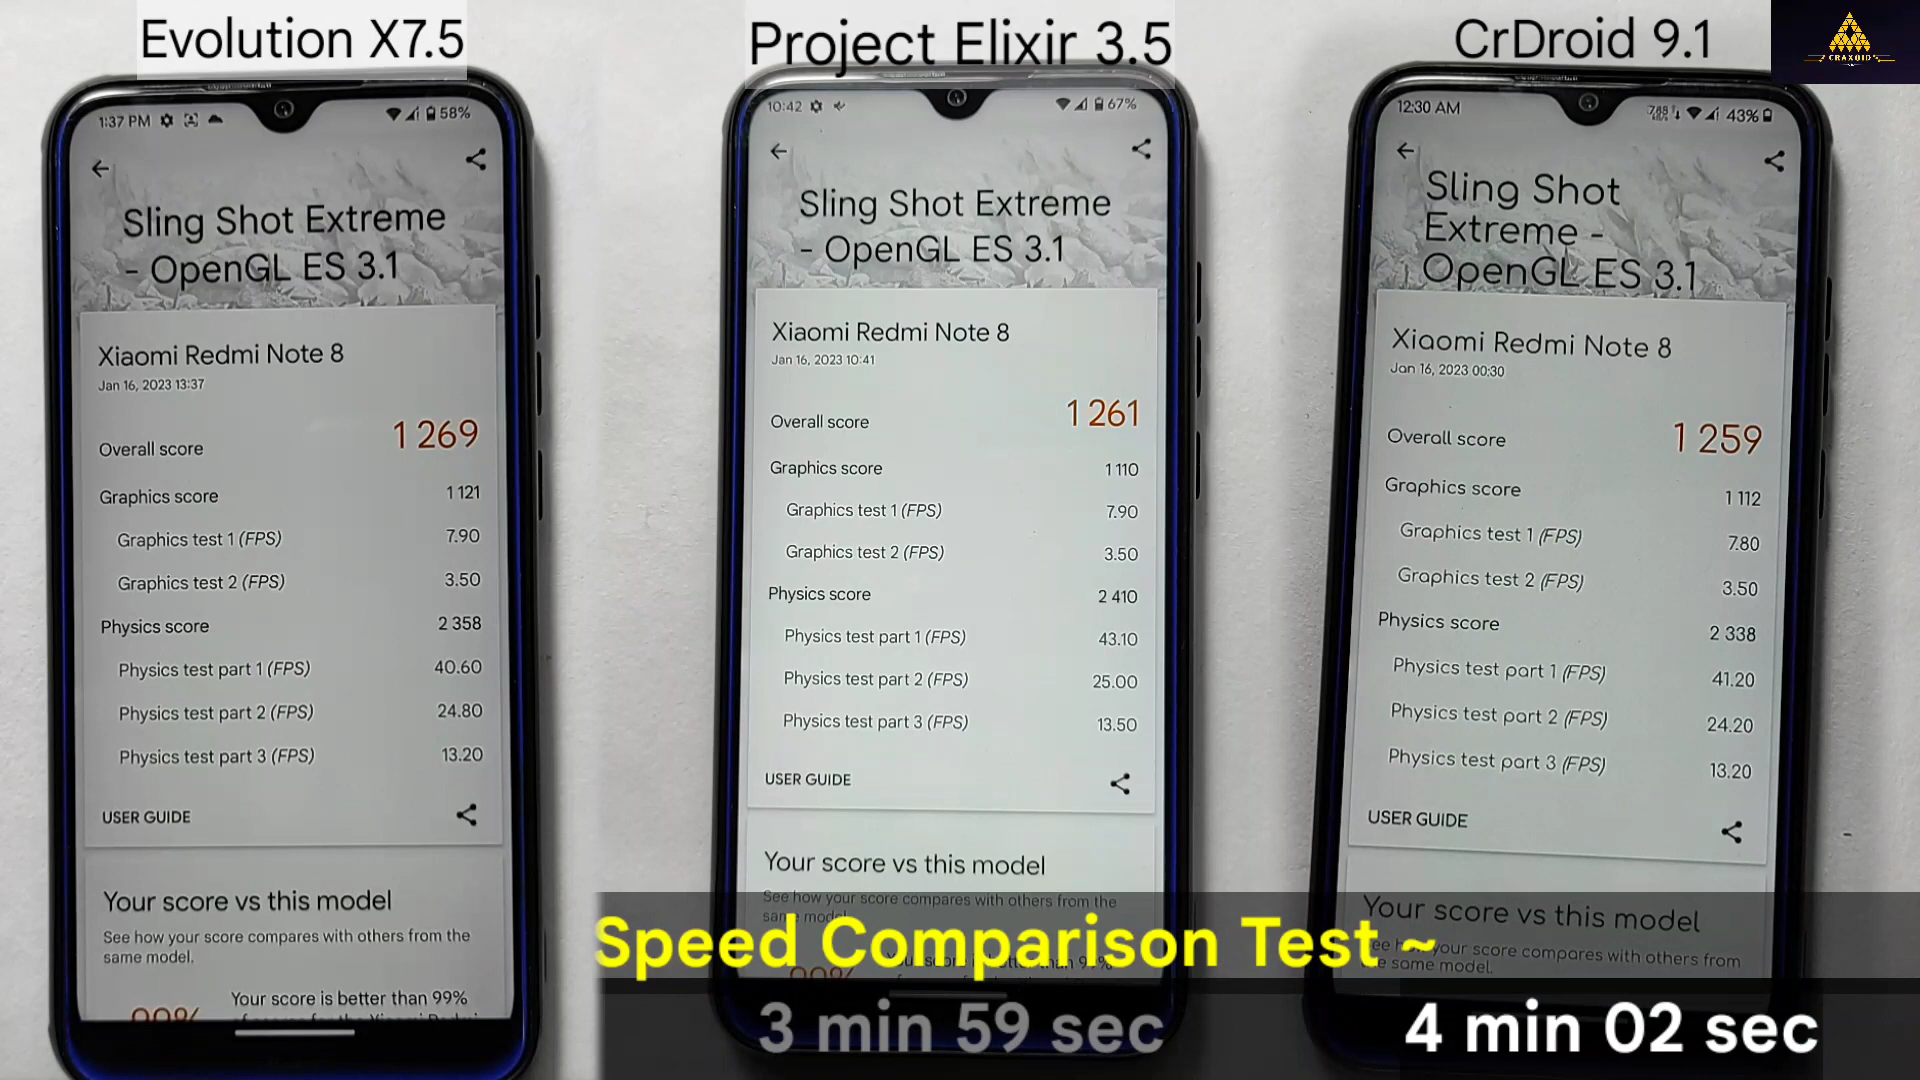 Evolution X7.5
1:37 PM
58%
Sling Shot Extreme
- OpenGL ES 3.1
Xiaomi Redmi Note 8
Jan 16, 2023 13:37
Overall score 1 269
Graphics score 1 121
Graphics test 1 (FPS) 7.90
Graphics test 2 (FPS) 3.50
Physics score 2 358
Physics test part 1 (FPS) 40.60
Physics test part 2 (FPS) 24.80
Physics test part 3 (FPS) 13.20
USER GUIDE
Your score vs this model
See how your score compares with others from the
same model.
99% Your score is better than 99%
Project Elixir 3.5
10:42
67%
Sling Shot Extreme
- OpenGL ES 3.1
Xiaomi Redmi Note 8
Jan 16, 2023 10:41
Overall score 1 261
Graphics score 1 110
Graphics test 1 (FPS) 7.90
Graphics test 2 (FPS) 3.50
Physics score 2 410
Physics test part 1 (FPS) 43.10
Physics test part 2 (FPS) 25.00
Physics test part 3 (FPS) 13.50
USER GUIDE
Your score vs this model
See how your score compares with others from the
same model.
CrDroid 9.1
CRAXOID
12:30 AM
43%
Sling Shot
Extreme -
OpenGL ES 3.1
Xiaomi Redmi Note 8
Jan 16, 2023 00:30
Overall score 1 259
Graphics score 1 112
Graphics test 1 (FPS) 7.80
Graphics test 2 (FPS) 3.50
Physics score 2 338
Physics test part 1 (FPS) 41.20
Physics test part 2 (FPS) 24.20
Physics test part 3 (FPS) 13.20
USER GUIDE
Your score vs this model
your score compares with others from
same model.
Speed Comparison Test ~
3 min 59 sec
4 min 02 sec